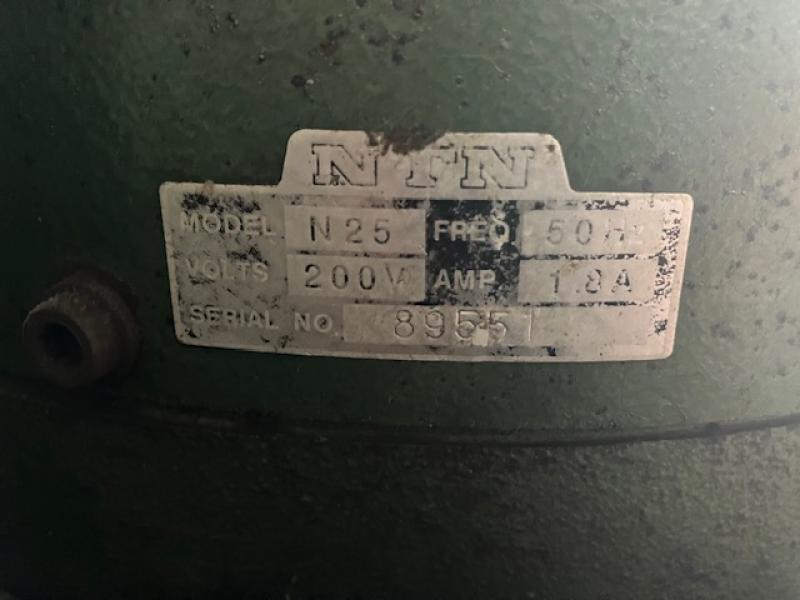 NTN
MODEL N25 FREQ 50Hz
VOLTS 200V AMP 1.8A
SERIAL NO. 89551